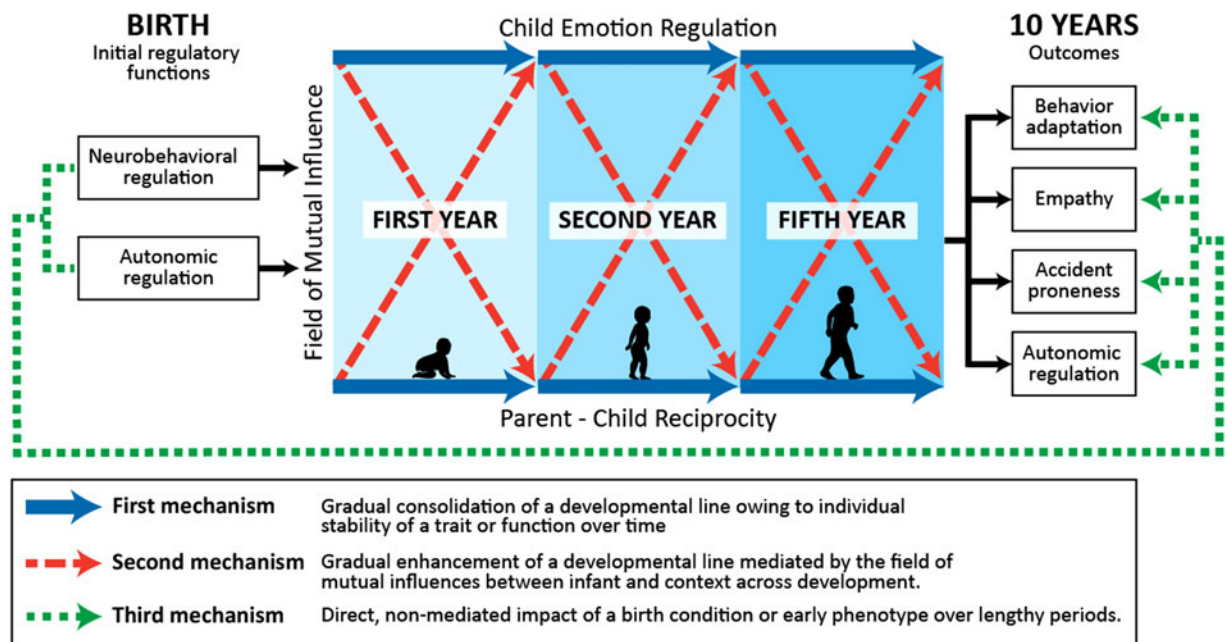 BIRTH
Initial regulatory
functions
Child Emotion Regulation
10 YEARS
Outcomes
Neurobehavioral
regulation
Autonomic
regulation
Field of Mutual Influence
FIRST YEAR
SECOND YEAR
FIFTH YEAR
Behavior
adaptation
Empathy
Accident
proneness
Autonomic
regulation
Parent - Child Reciprocity
First mechanism
Gradual consolidation of a developmental line owing to individual
stability of a trait or function over time
Second mechanism
Gradual enhancement of a developmental line mediated by the field of
mutual influences between infant and context across development.
Third mechanism
Direct, non-mediated impact of a birth condition or early phenotype over lengthy periods.